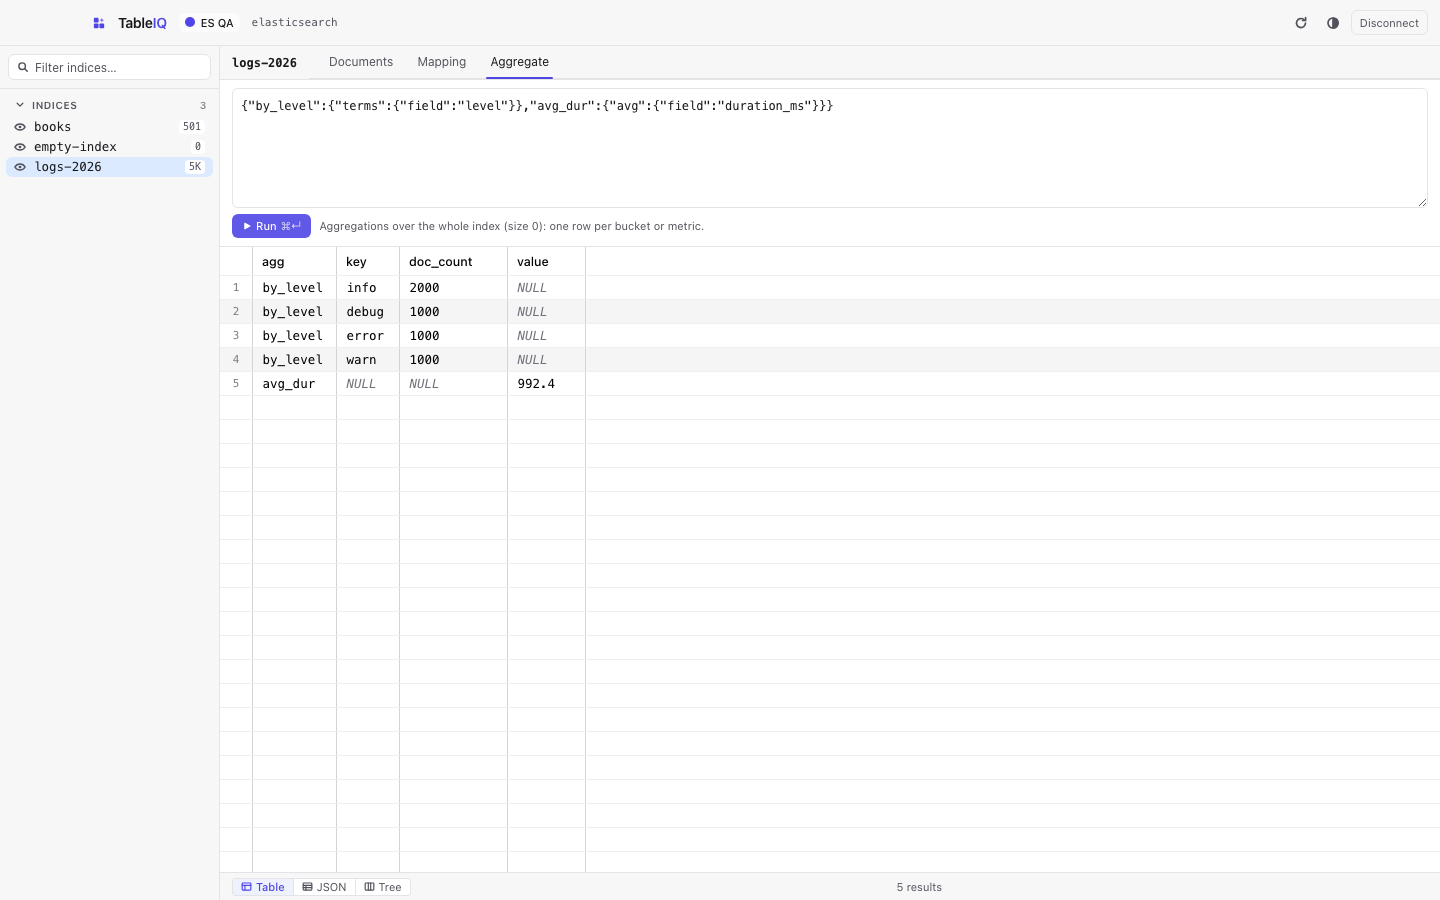 TableIQ ES QA elasticsearch Disconnect
Filter indices...
INDICES 3
books 501
empty-index 0
logs-2026 5K
logs-2026 Documents Mapping Aggregate
{"by_level":{"terms":{"field":"level"}},"avg_dur":{"avg":{"field":"duration_ms"}}}
Run ⌘↵ Aggregations over the whole index (size 0): one row per bucket or metric.
agg key doc_count value
1 by_level info 2000 NULL
2 by_level debug 1000 NULL
3 by_level error 1000 NULL
4 by_level warn 1000 NULL
5 avg_dur NULL NULL 992.4
Table JSON Tree 5 results